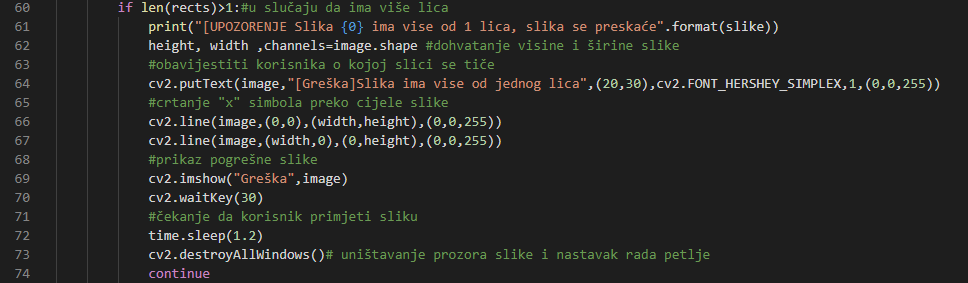 60 if len(rects)>1:#u slučaju da ima više lica
61 print("[UPOZORENJE Slika {0} ima vise od 1 lica, slika se preskaće".format(slike))
62 height, width ,channels=image.shape #dohvatanje visine i širine slike
63 #obavijestiti korisnika o kojoj slici se tiče
64 cv2.putText(image,"[Greška]Slika ima vise od jednog lica",(20,30),cv2.FONT_HERSHEY_SIMPLEX,1,(0,0,255))
65 #crtanje "x" simbola preko cijele slike
66 cv2.line(image,(0,0),(width,height),(0,0,255))
67 cv2.line(image,(width,0),(0,height),(0,0,255))
68 #prikaz pogrešne slike
69 cv2.imshow("Greška",image)
70 cv2.waitKey(30)
71 #čekanje da korisnik primjeti sliku
72 time.sleep(1.2)
73 cv2.destroyAllWindows()# uništavanje prozora slike i nastavak rada petlje
74 continue